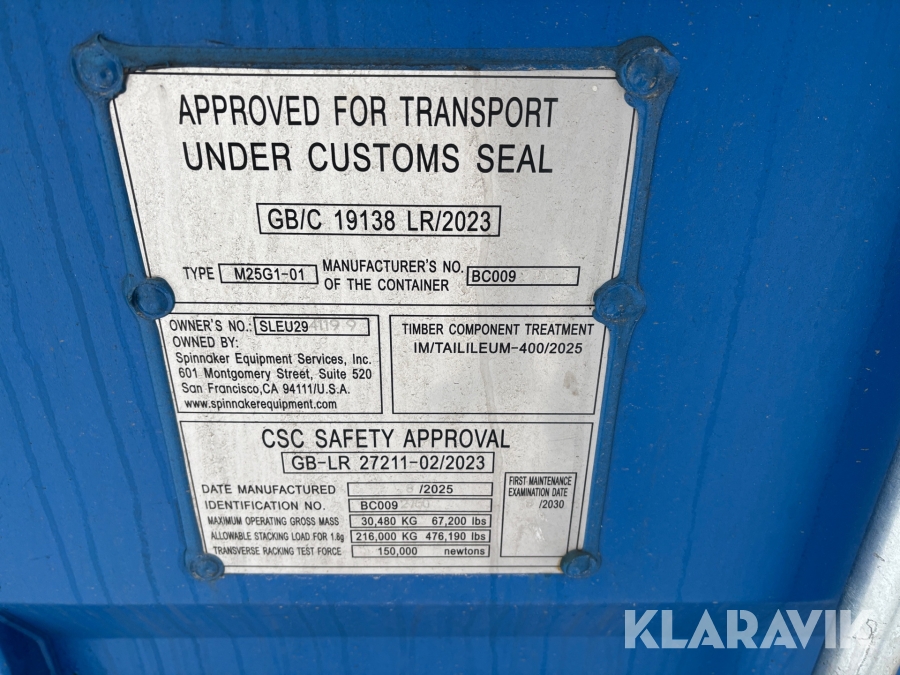 APPROVED FOR TRANSPORT
UNDER CUSTOMS SEAL
GB/C 19138 LR/2023
TYPE M25G1-01 MANUFACTURER'S NO. OF THE CONTAINER BC009
OWNER'S NO.: SLEU29
OWNED BY:
Spinnaker Equipment Services, Inc.
601 Montgomery Street, Suite 520
San Francisco,CA 94111/U.S.A.
www.spinnakerequipment.com
TIMBER COMPONENT TREATMENT
IM/TAILILEUM-400/2025
CSC SAFETY APPROVAL
GB-LR 27211-02/2023
DATE MANUFACTURED /2025
IDENTIFICATION NO. BC009
MAXIMUM OPERATING GROSS MASS 30,480 KG 67,200 lbs
ALLOWABLE STACKING LOAD FOR 1.8g 216,000 KG 476,190 lbs
TRANSVERSE RACKING TEST FORCE 150,000 newtons
FIRST MAINTENANCE
EXAMINATION DATE
/2030
KLARAVIK